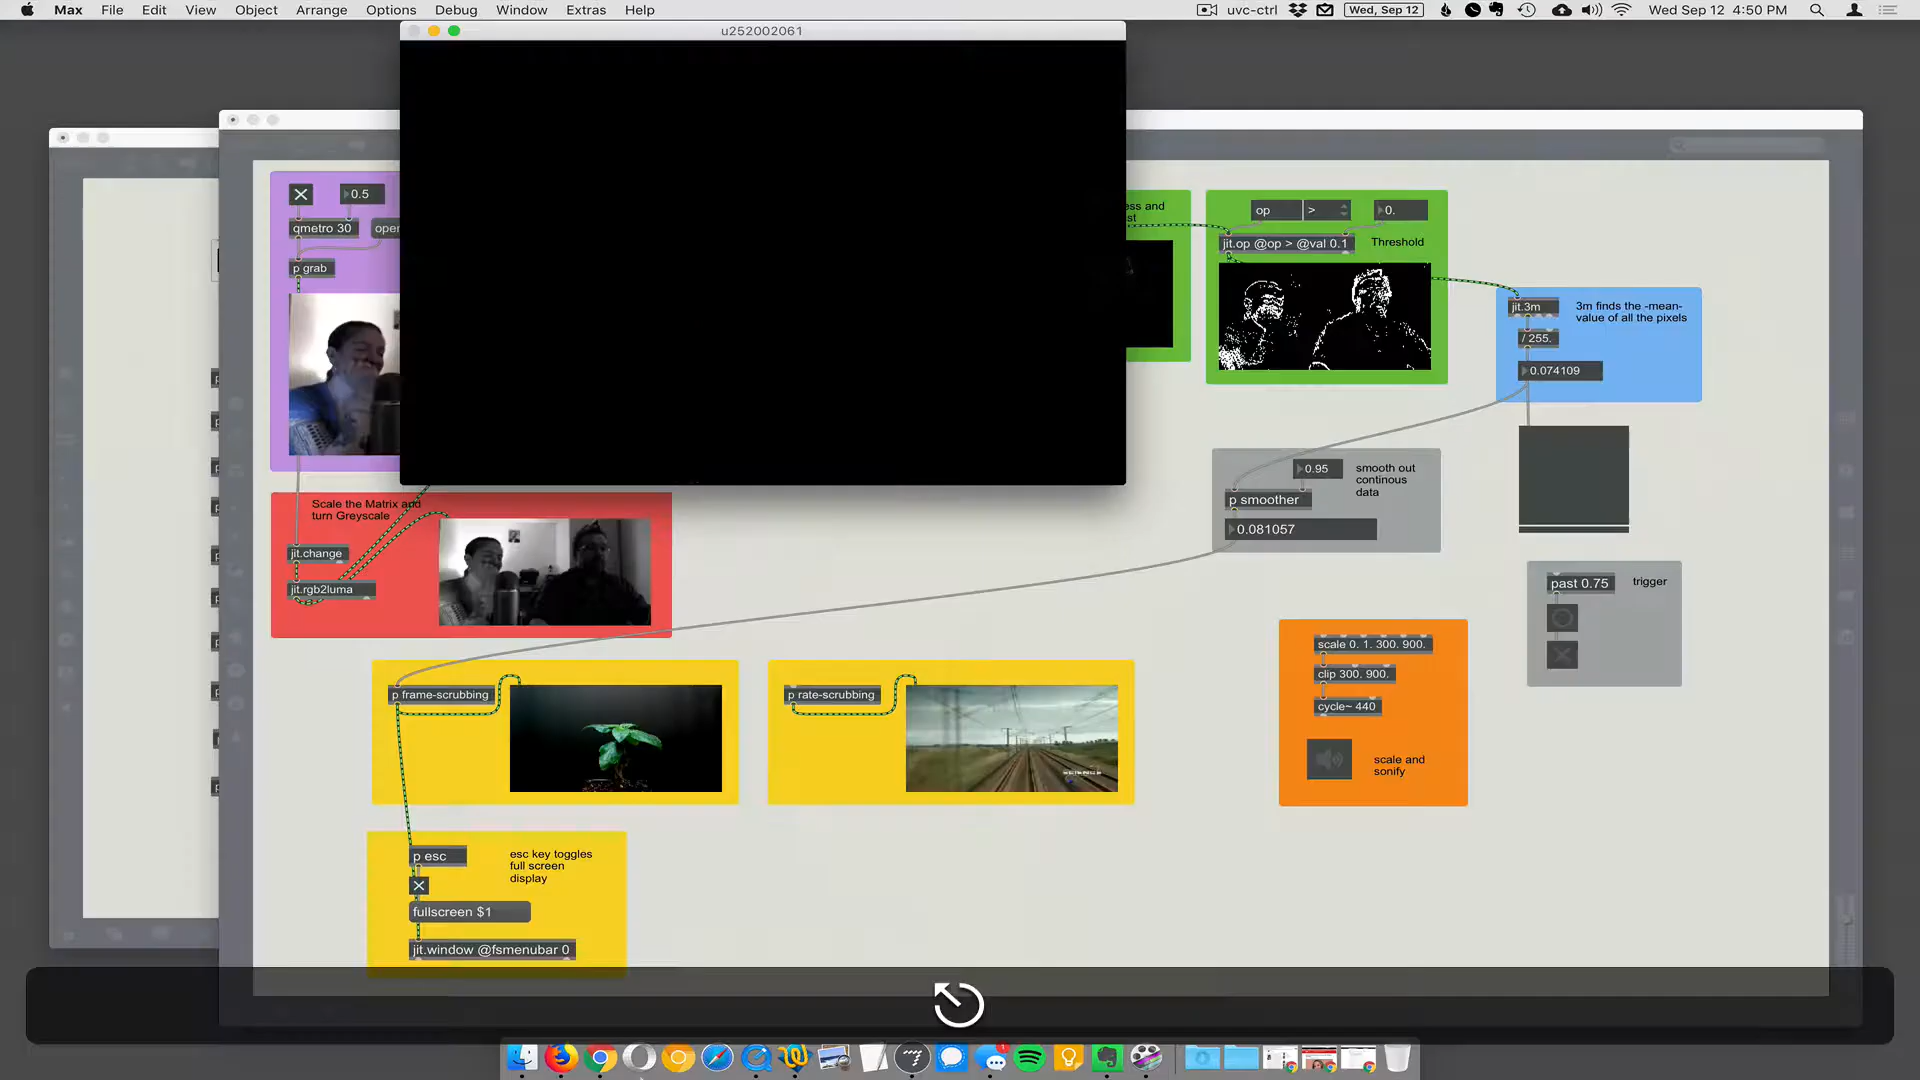 Max File Edit View Object Arrange Options Debug Window Extras Help uvc-ctrl Wed, Sep 12 Wed Sep 12 4:50 PM
u252002061
0.5
qmetro 30
p grab
Scale the Matrix and
turn Greyscale
jit.change
jit.rgb2luma
ess and
st
op >
0.
jit.op @op > @val 0.1
Threshold
jit.3m
3m finds the -mean-
value of all the pixels
/ 255.
0.074109
0.95
smooth out
continous
data
p smoother
0.081057
past 0.75
trigger
p frame-scrubbing
p rate-scrubbing
SCIENCE
scale 0. 1. 300. 900.
clip 300. 900.
cycle~ 440
scale and
sonify
p esc
esc key toggles
full screen
display
fullscreen $1
jit.window @fsmenubar 0